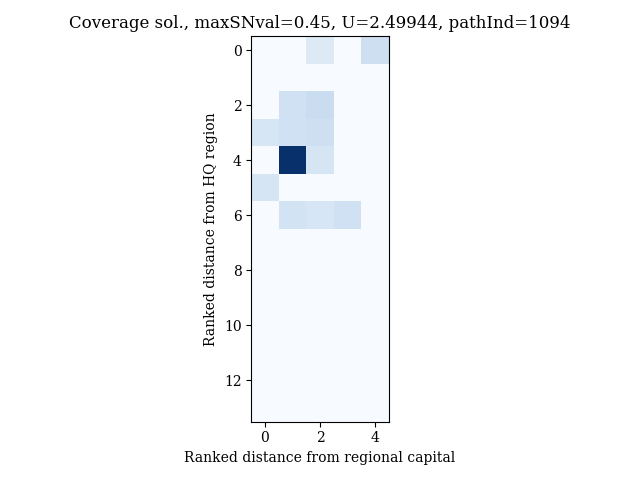 Coverage sol., maxSNval=0.45, U=2.49944, pathInd=1094
Ranked distance from HQ region
0
2
4
6
8
10
12
0 2 4
Ranked distance from regional capital